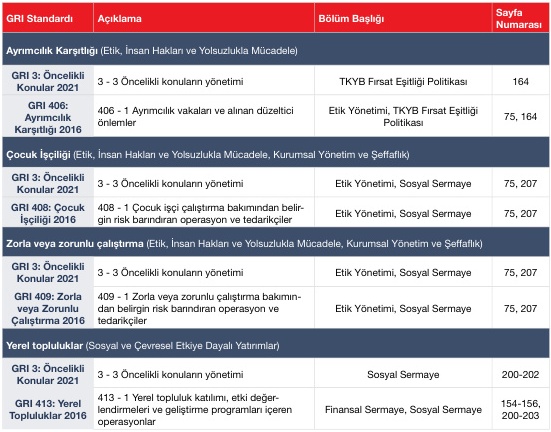 GRI Standardı
Açıklama
Bölüm Başlığı
Sayfa
Numarası
Ayrımcılık Karşıtlığı (Etik, İnsan Hakları ve Yolsuzlukla Mücadele)
GRI 3: Öncelikli
Konular 2021
3 - 3 Öncelikli konuların yönetimi
TKYB Fırsat Eşitliği Politikası
164
GRI 406:
Ayrımcılık
Karşıtlığı 2016
406 - 1 Ayrımcılık vakaları ve alınan düzeltici
önlemler
Etik Yönetimi, TKYB Fırsat Eşitliği
Politikası
75, 164
Çocuk İşçiliği (Etik, İnsan Hakları ve Yolsuzlukla Mücadele, Kurumsal Yönetim ve Şeffaflık)
GRI 3: Öncelikli
Konular 2021
3 - 3 Öncelikli konuların yönetimi
Etik Yönetimi, Sosyal Sermaye
75, 207
GRI 408: Çocuk
İşçiliği 2016
408 - 1 Çocuk işçi çalıştırma bakımından belir-
gin risk barındıran operasyon ve tedarikçiler
Etik Yönetimi, Sosyal Sermaye
75, 207
Zorla veya zorunlu çalıştırma (Etik, İnsan Hakları ve Yolsuzlukla Mücadele, Kurumsal Yönetim ve Şeffaflık)
GRI 3: Öncelikli
Konular 2021
3 - 3 Öncelikli konuların yönetimi
Etik Yönetimi, Sosyal Sermaye
75, 207
GRI 409: Zorla
veya Zorunlu
Çalıştırma 2016
409 - 1 Zorla veya zorunlu çalıştırma bakımın-
dan belirgin risk barındıran operasyon ve
tedarikçiler
Etik Yönetimi, Sosyal Sermaye
75, 207
Yerel topluluklar (Sosyal ve Çevresel Etkiye Dayalı Yatırımlar)
GRI 3: Öncelikli
Konular 2021
3 - 3 Öncelikli konuların yönetimi
Sosyal Sermaye
200-202
GRI 413: Yerel
Topluluklar 2016
413 - 1 Yerel topluluk katılımı, etki değer-
lendirmeleri ve geliştirme programları içeren
operasyonlar
Finansal Sermaye, Sosyal Sermaye
154-156,
200-203